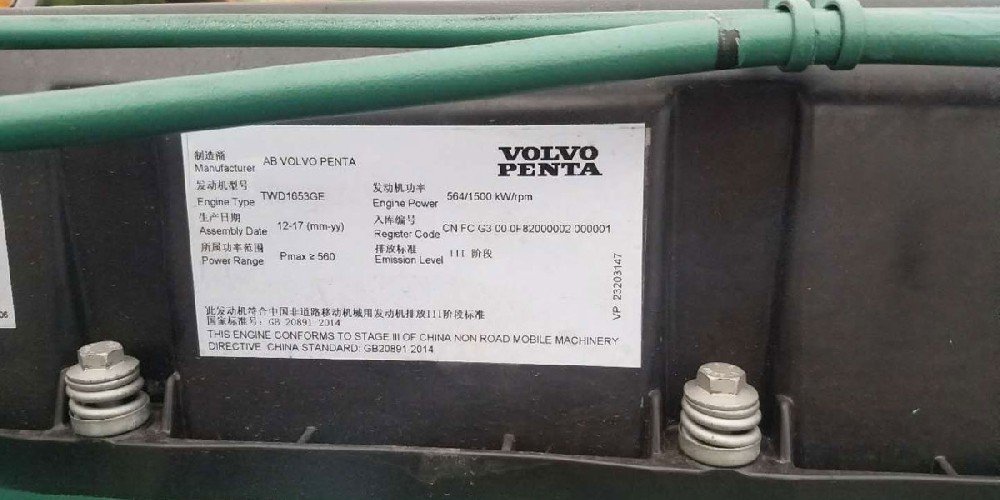 制造商
Manufacturer AB VOLVO PENTA
VOLVO
PENTA
发动机型号
Engine Type TWD1653GE
发动机功率
Engine Power 564/1500 kW/rpm
生产日期
Assembly Date 12-17 (mm-yy)
入库编号
Register Code CN FC G3 00 0F82000002 000001
所属功率范围
Power Range Pmax ≥ 560
排放标准
Emission Level III 阶段
VP 23203147
此发动机符合中国非道路移动机械用发动机排放III阶段标准
国家标准号: GB 20891-2014
THIS ENGINE CONFORMS TO STAGE III OF CHINA NON ROAD MOBILE MACHINERY
DIRECTIVE, CHINA STANDARD: GB20891-2014
06